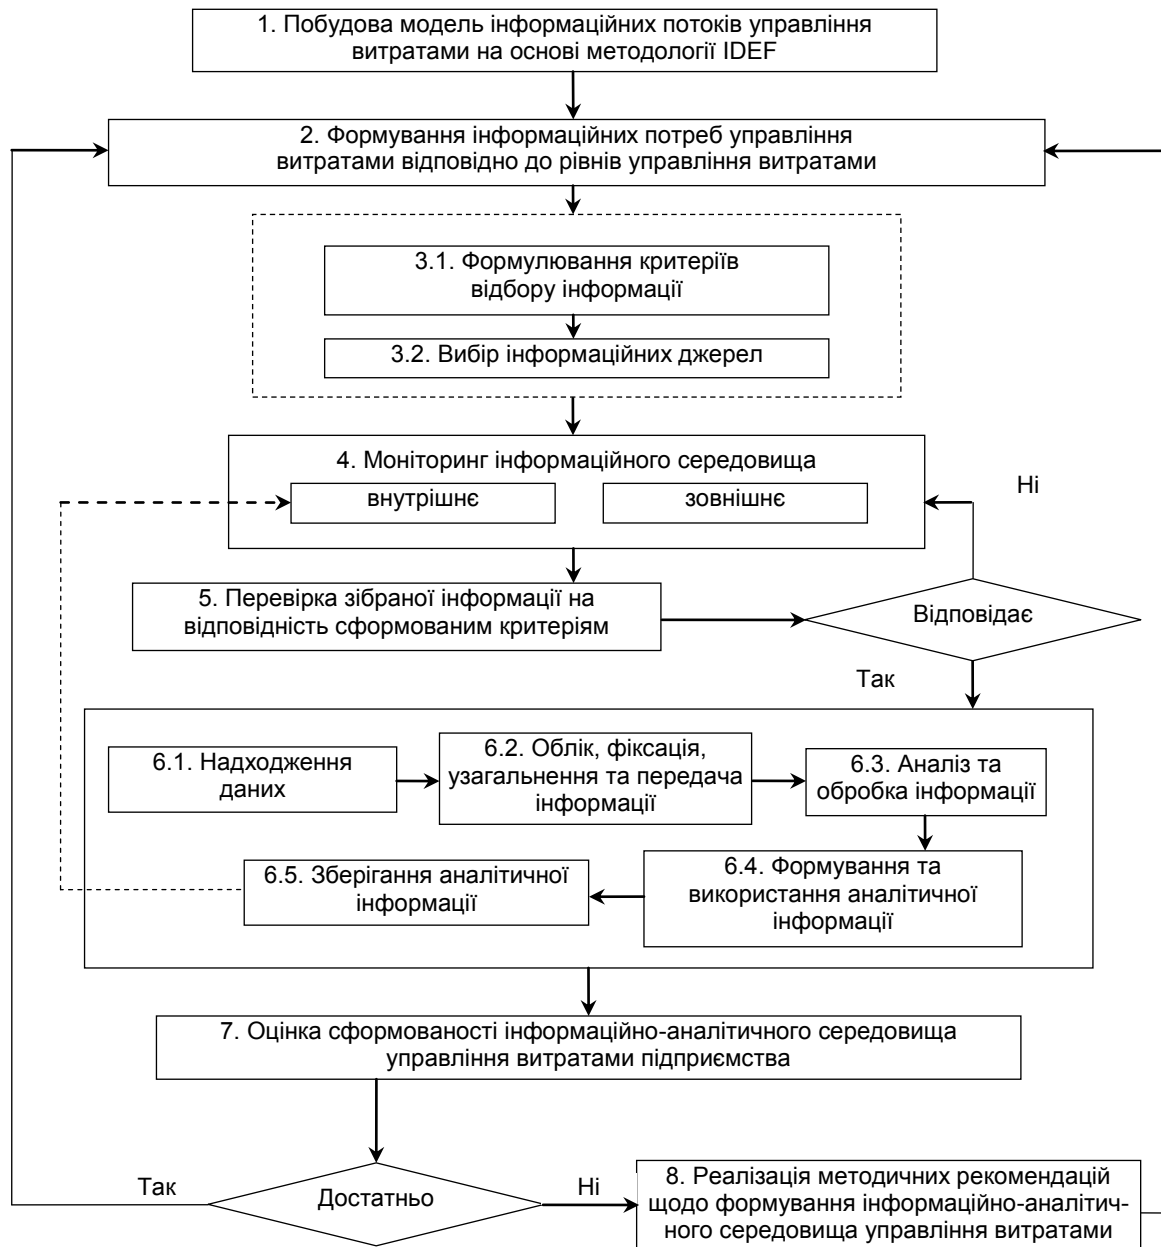 1. Побудова модель інформаційних потоків управління
витратами на основі методології IDEF
2. Формування інформаційних потреб управління
витратами відповідно до рівнів управління витратами
3.1. Формулювання критеріїв
відбору інформації
3.2. Вибір інформаційних джерел
4. Моніторинг інформаційного середовища
внутрішнє
зовнішнє
Ні
5. Перевірка зібраної інформації на
відповідність сформованим критеріям
Відповідає
Так
6.1. Надходження
даних
6.2. Облік, фіксація,
узагальнення та передача
інформації
6.3. Аналіз та
обробка інформації
6.4. Формування та
використання аналітичної
інформації
6.5. Зберігання аналітичної
інформації
7. Оцінка сформованості інформаційно-аналітичного середовища
управління витратами підприємства
Так
Достатньо
Ні
8. Реалізація методичних рекомендацій
щодо формування інформаційно-аналітич-
ного середовища управління витратами